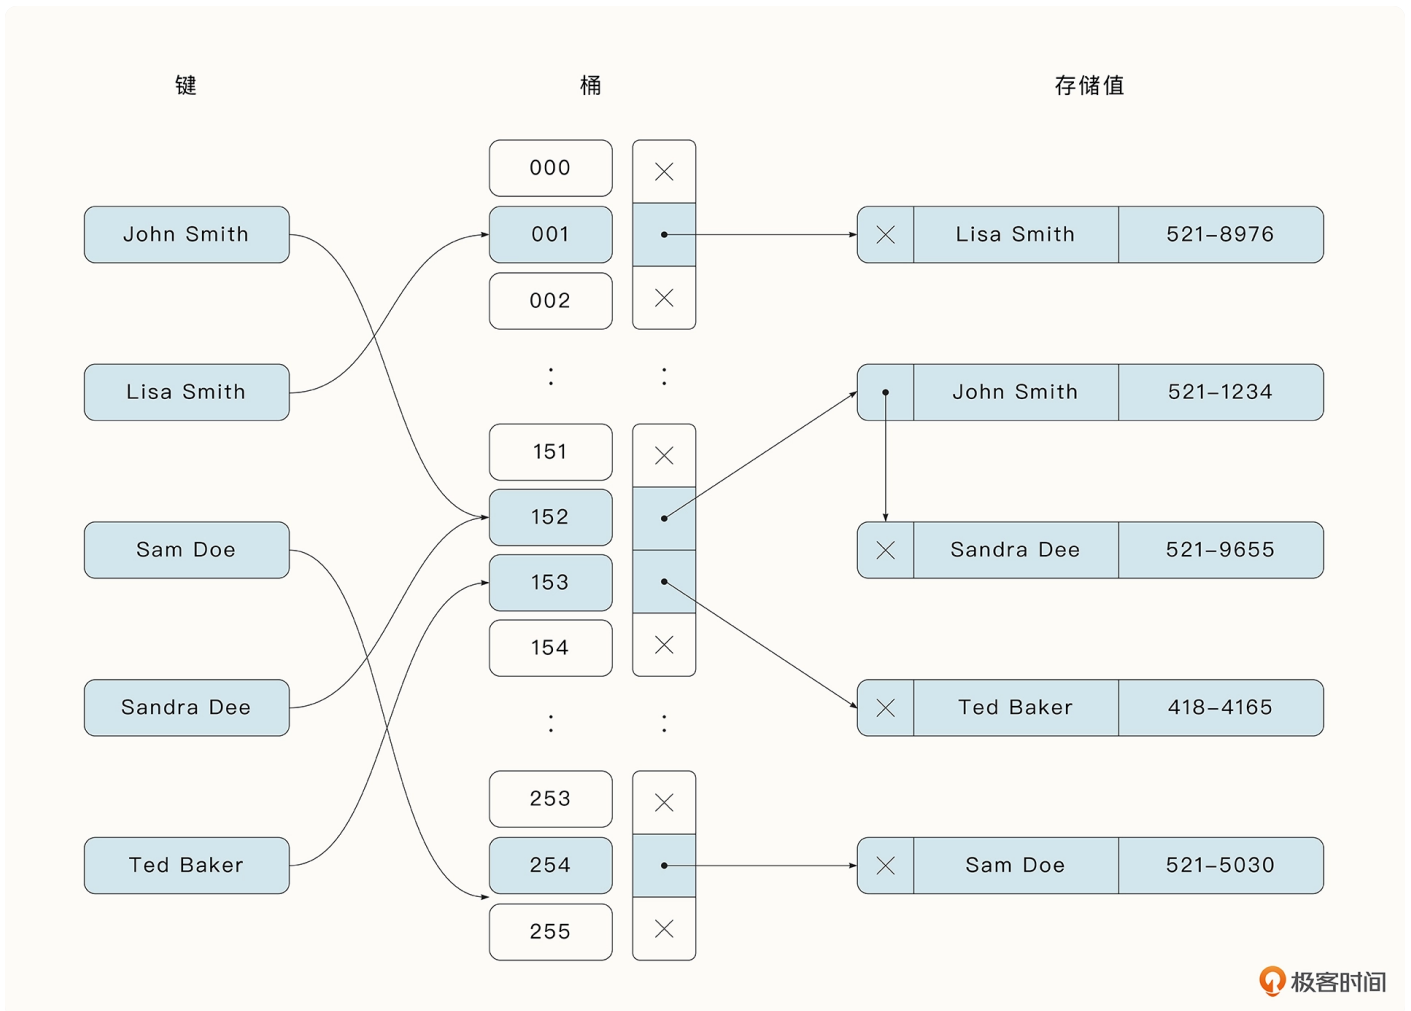 键
桶
存储值
John Smith
Lisa Smith
Sam Doe
Sandra Dee
Ted Baker
000
001
002
:
:
151
152
153
154
:
:
253
254
255
Lisa Smith 521-8976
John Smith 521-1234
Sandra Dee 521-9655
Ted Baker 418-4165
Sam Doe 521-5030
极客时间